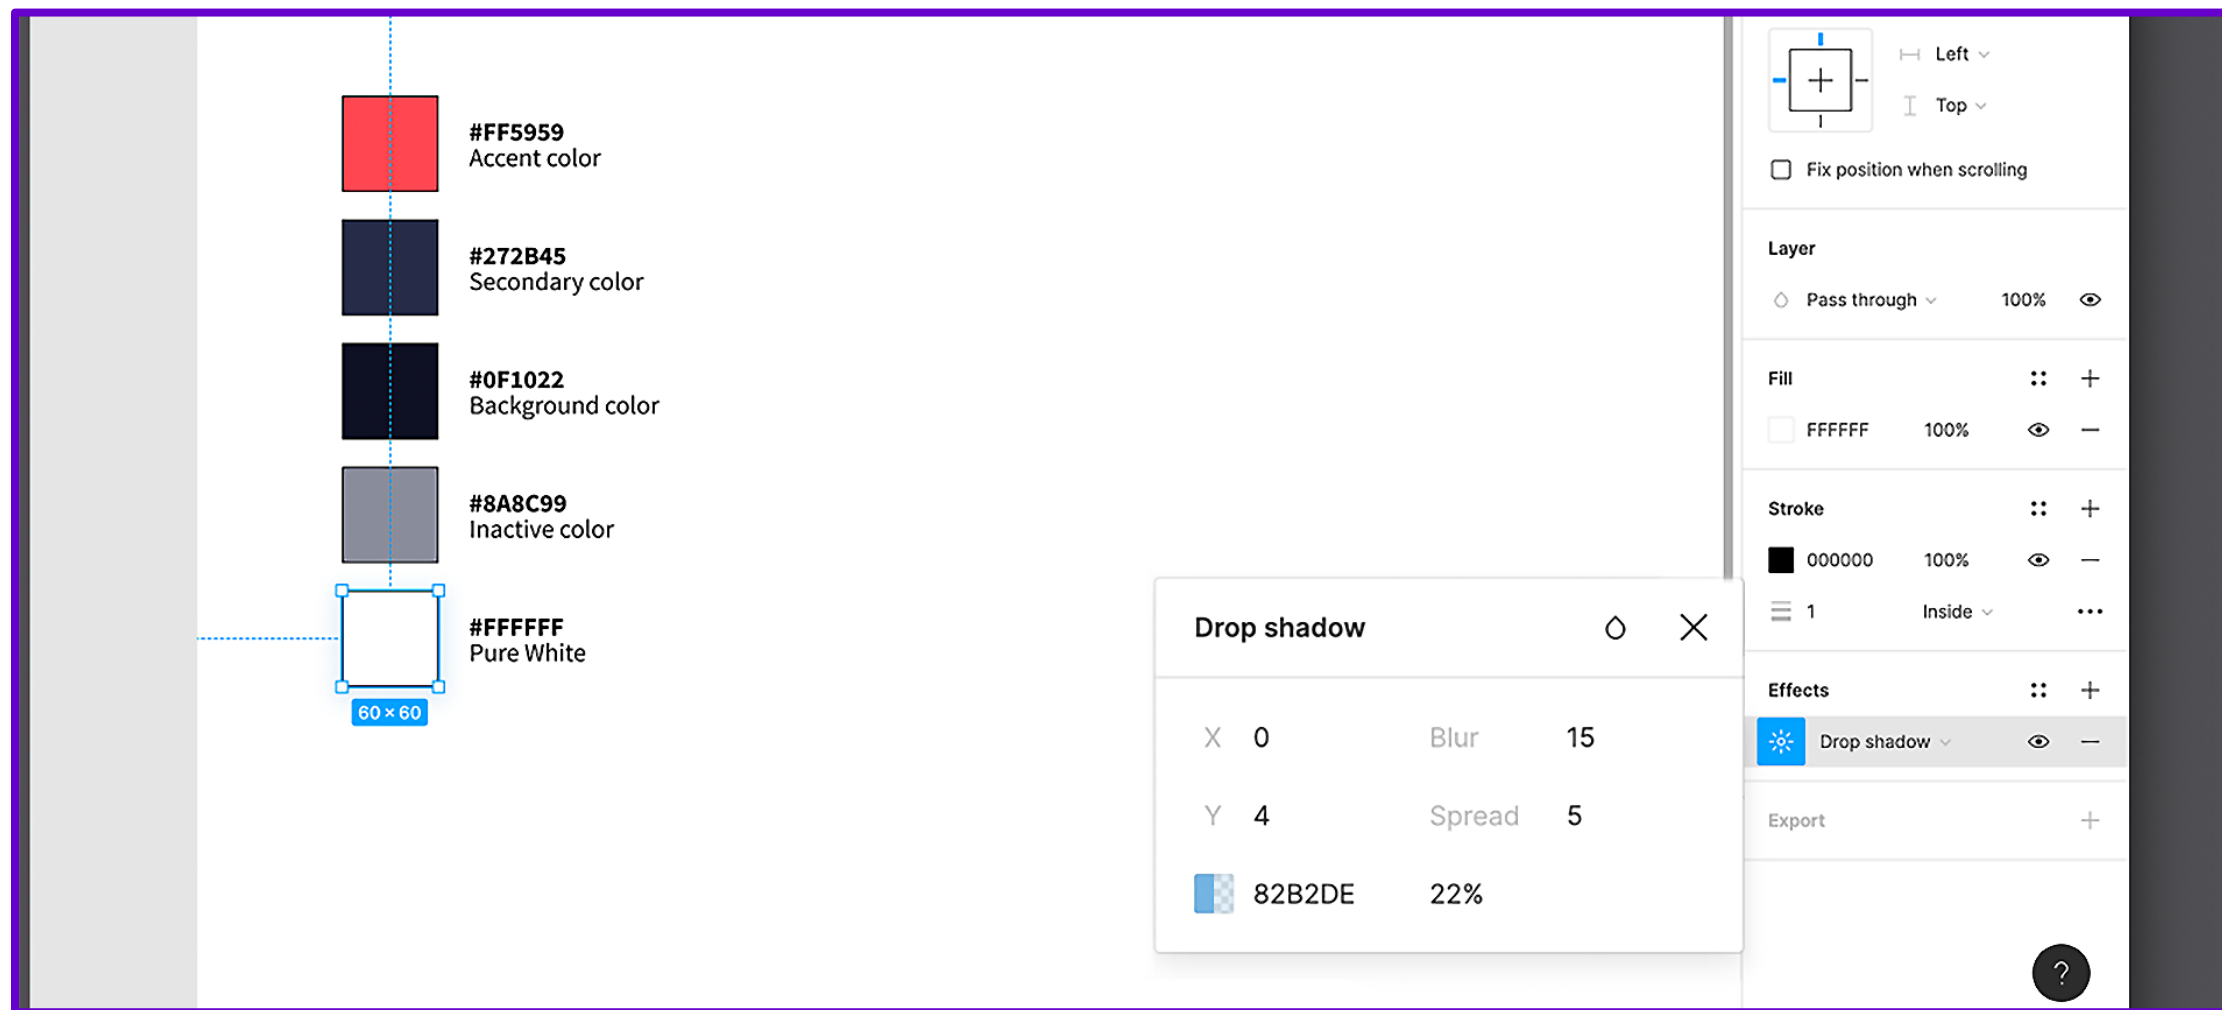 #FF5959
Accent color
#272B45
Secondary color
#0F1022
Background color
#8A8C99
Inactive color
#FFFFFF
Pure White
60 × 60
Drop shadow
X 0 Blur 15
Y 4 Spread 5
82B2DE 22%
Left
Top
Fix position when scrolling
Layer
Pass through 100%
Fill
FFFFFF 100%
Stroke
000000 100%
1 Inside
Effects
Drop shadow
Export
?